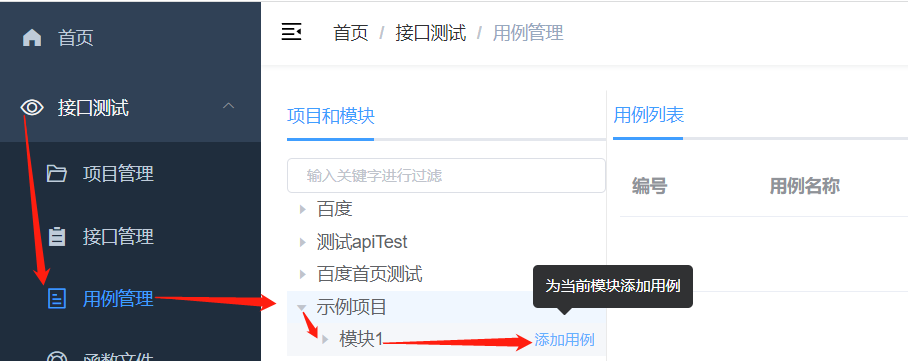 首页
接口测试
项目管理
接口管理
用例管理
函数文件
首页 / 接口测试 / 用例管理
项目和模块
输入关键字进行过滤
百度
测试apiTest
百度首页测试
示例项目
模块1
添加用例
为当前模块添加用例
用例列表
编号 用例名称